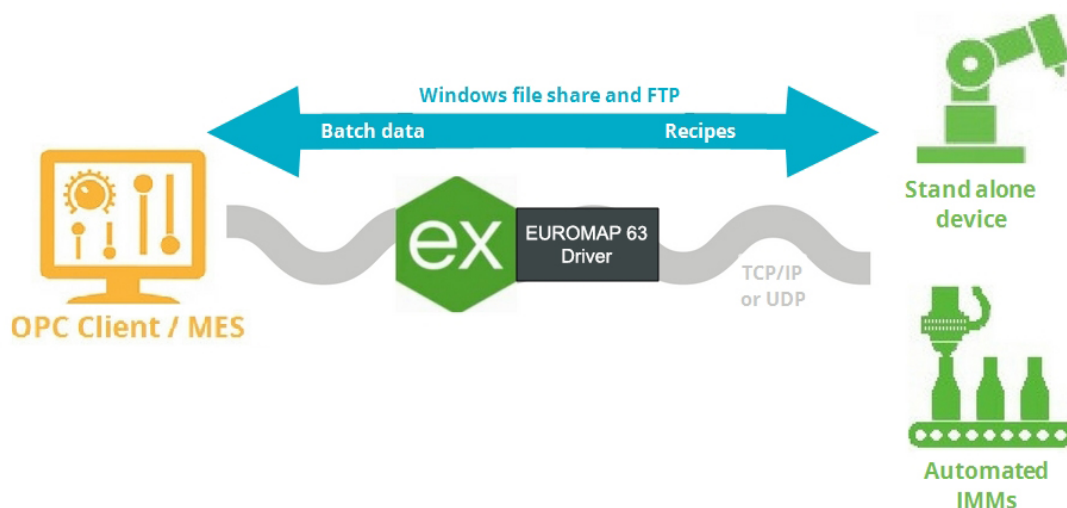 Windows file share and FTP
Batch data
Recipes
ex
EUROMAP 63
Driver
TCP/IP
or UDP
OPC Client / MES
Stand alone
device
Automated
IMMs